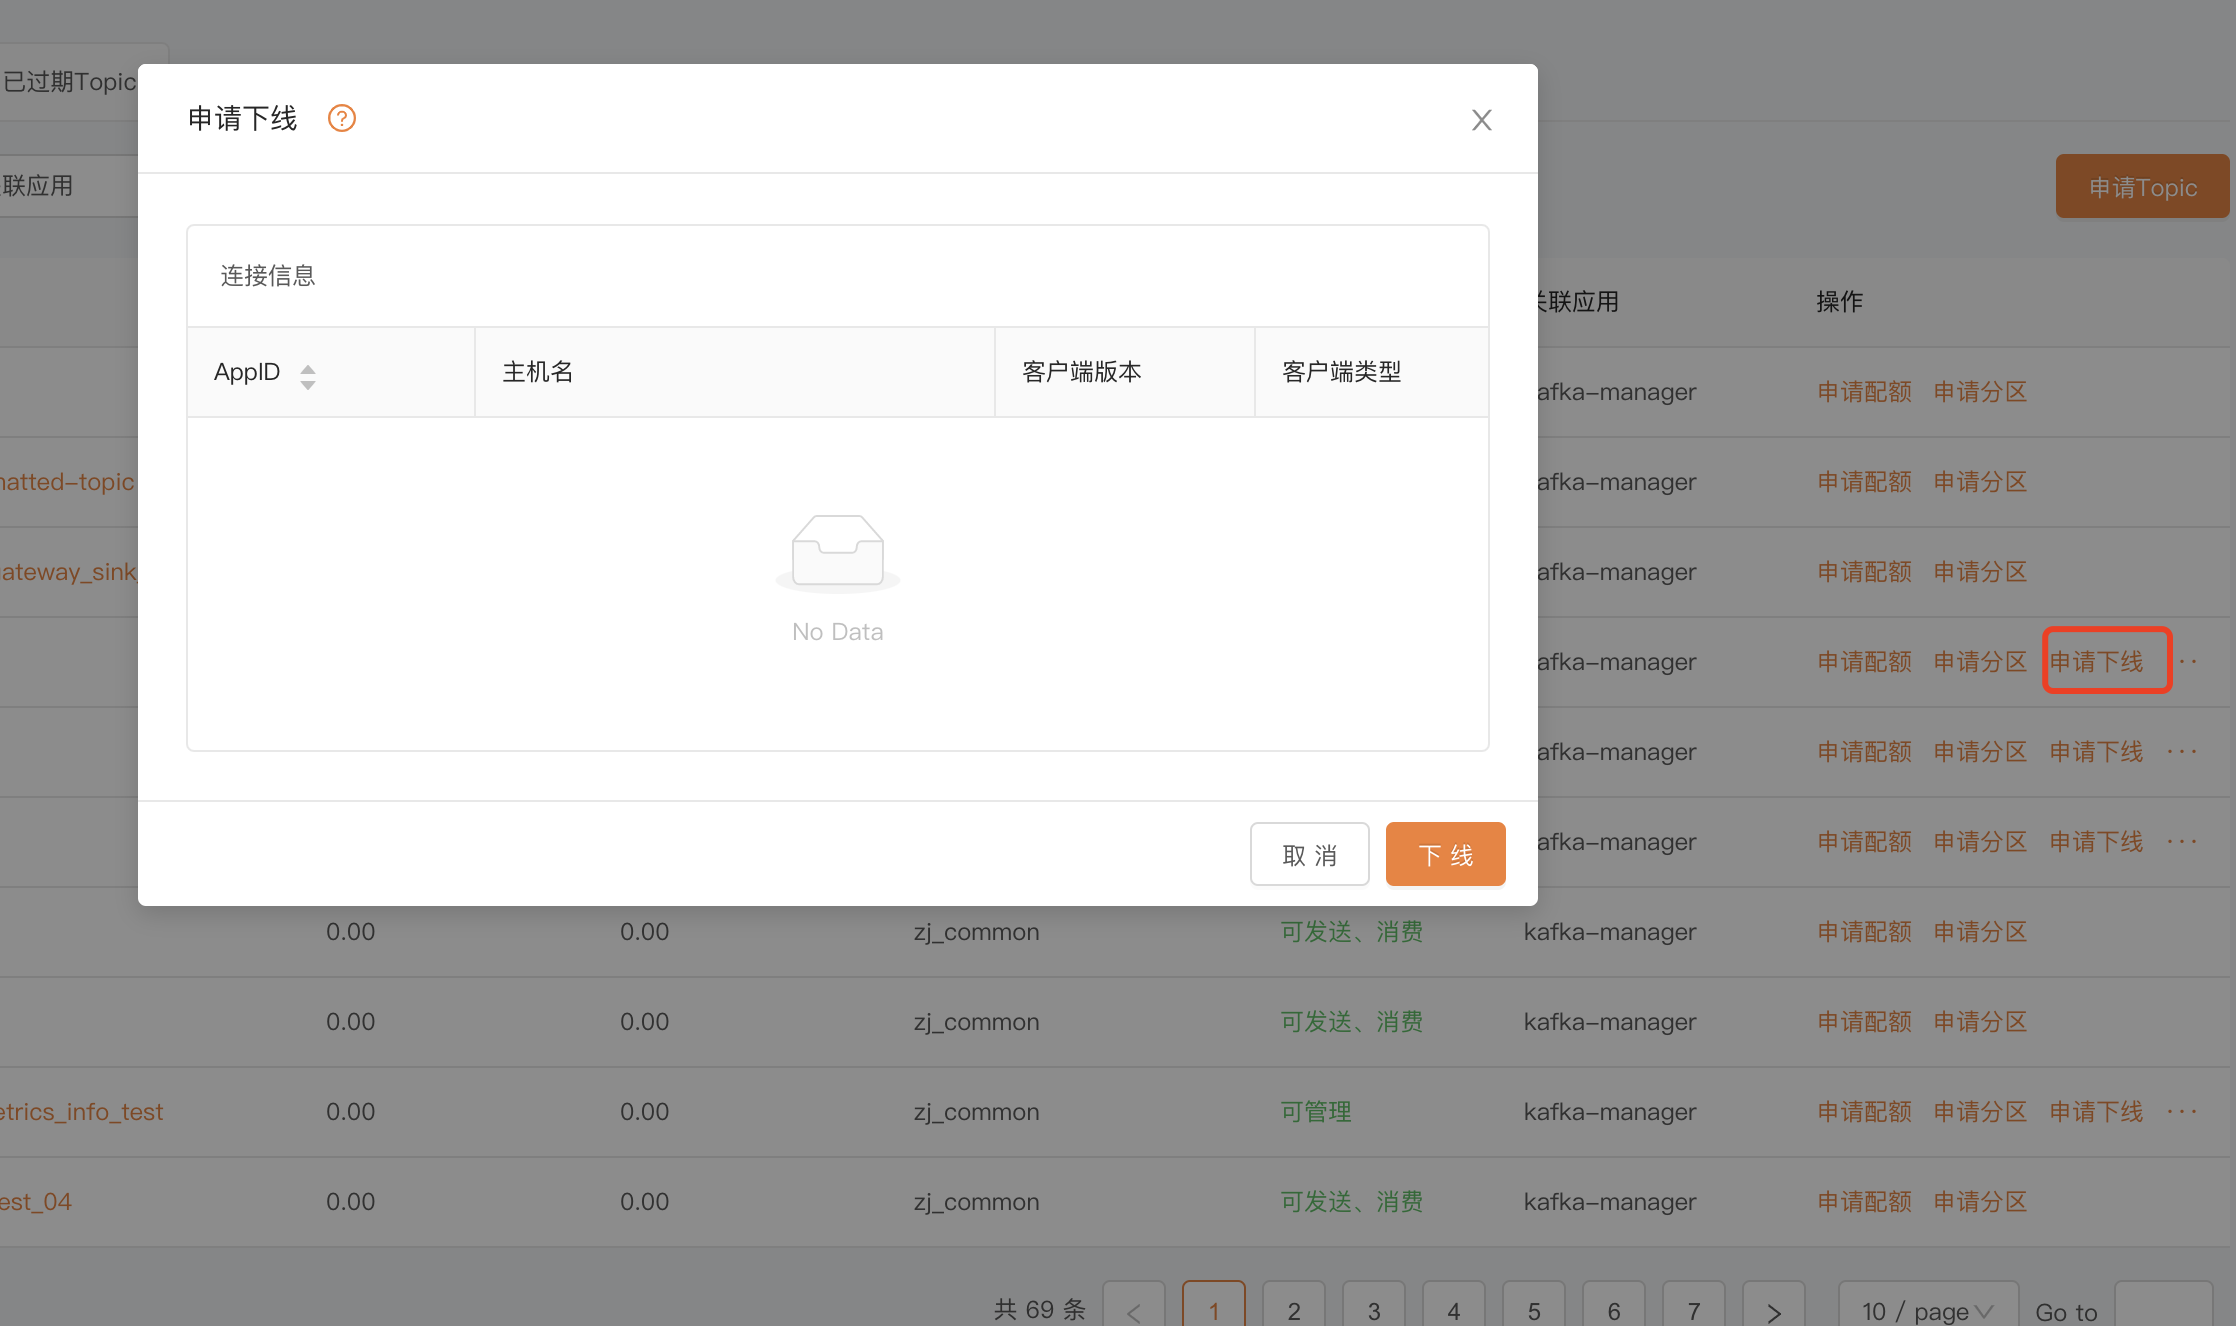 已过期Topic
联应用
申请Topic
申请下线 ?
连接信息
AppID 主机名 客户端版本 客户端类型
No Data
取 消 下 线
关联应用 操作
afka-manager 申请配额 申请分区
natted-topic afka-manager 申请配额 申请分区
ateway_sink_ afka-manager 申请配额 申请分区
afka-manager 申请配额 申请分区 申请下线 ··
afka-manager 申请配额 申请分区 申请下线 ···
afka-manager 申请配额 申请分区 申请下线 ···
0.00 0.00 zj_common 可发送、消费 kafka-manager 申请配额 申请分区
0.00 0.00 zj_common 可发送、消费 kafka-manager 申请配额 申请分区
etrics_info_test 0.00 0.00 zj_common 可管理 kafka-manager 申请配额 申请分区 申请下线 ···
est_04 0.00 0.00 zj_common 可发送、消费 kafka-manager 申请配额 申请分区
共 69 条 < 1 2 3 4 5 6 7 > 10 / page Go to